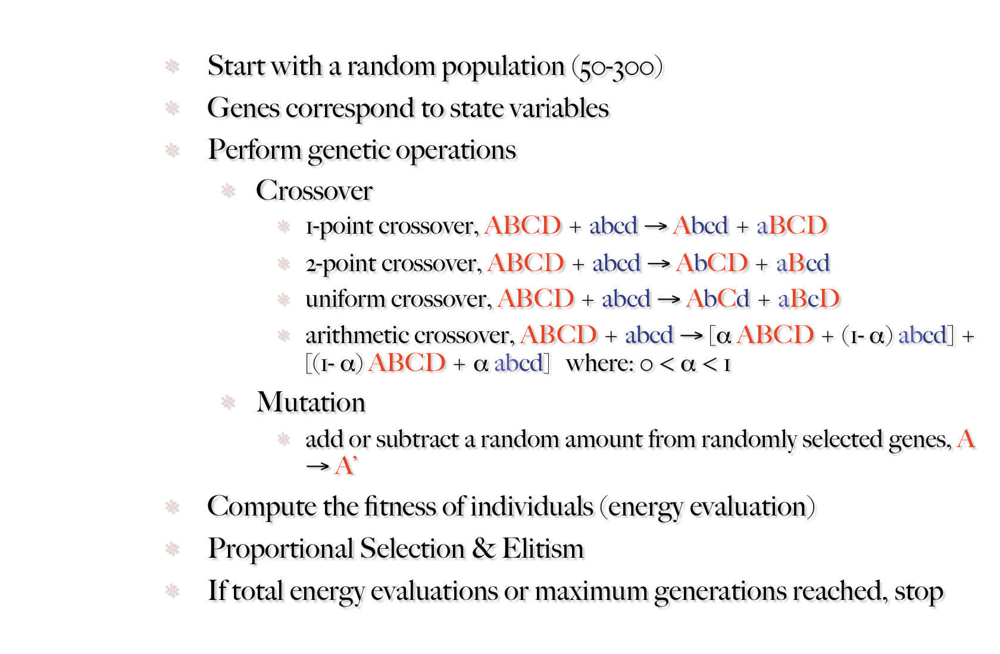 Start with a random population (50-300)
Genes correspond to state variables
Perform genetic operations
Crossover
1-point crossover, ABCD + abcd → Abcd + aBCD
2-point crossover, ABCD + abcd → AbCD + aBcd
uniform crossover, ABCD + abcd → AbCd + aBcD
arithmetic crossover, ABCD + abcd → [α ABCD + (1- α) abcd] +
[(1- α) ABCD + α abcd] where: 0 < α < 1
Mutation
add or subtract a random amount from randomly selected genes, A
→ A’
Compute the fitness of individuals (energy evaluation)
Proportional Selection & Elitism
If total energy evaluations or maximum generations reached, stop